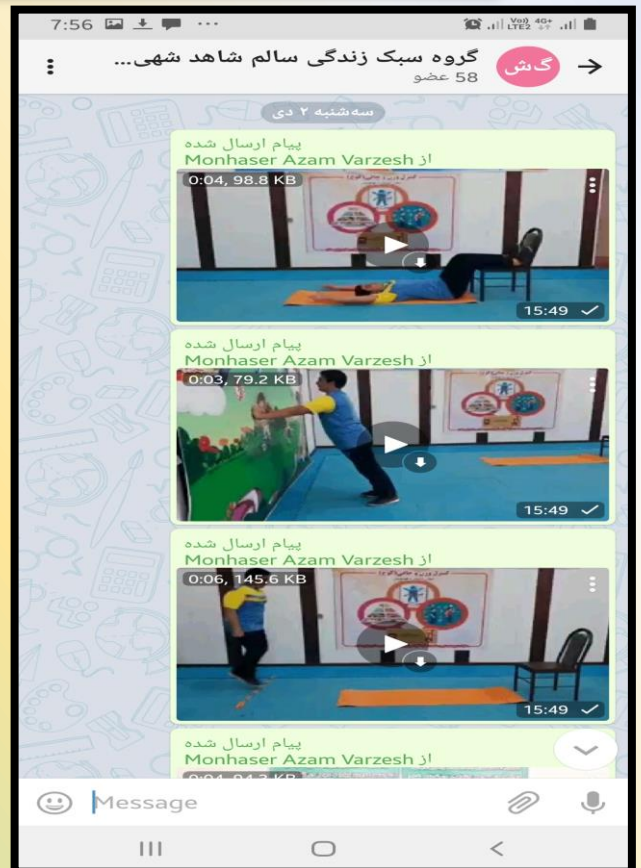 7:56 ...
Vo)) LTE2 4G+
گروه سبک زندگی سالم شاهد شهی...
58 عضو
سه‌شنبه ۲ دی
پیام ارسال شده
از Monhaser Azam Varzesh
0:04, 98.8 KB
15:49
پیام ارسال شده
از Monhaser Azam Varzesh
0:03, 79.2 KB
15:49
پیام ارسال شده
از Monhaser Azam Varzesh
0:06, 145.6 KB
15:49
پیام ارسال شده
از Monhaser Azam Varzesh
Message